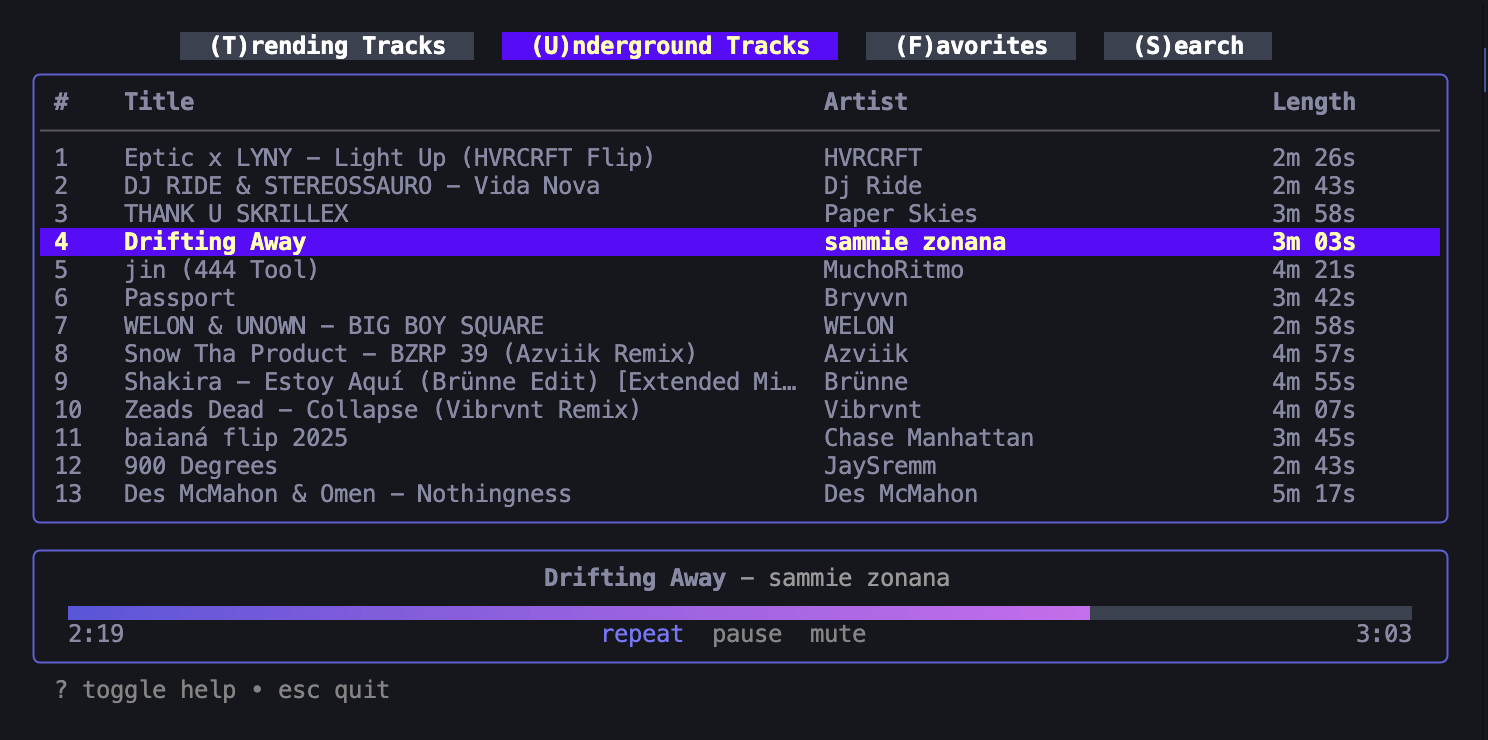 (T)rending Tracks (U)nderground Tracks (F)avorites (S)earch
# Title Artist Length
1 Eptic x LYNY – Light Up (HVRCRFT Flip) HVRCRFT 2m 26s
2 DJ RIDE & STEREOSSAURO – Vida Nova Dj Ride 2m 43s
3 THANK U SKRILLEX Paper Skies 3m 58s
4 Drifting Away sammie zonana 3m 03s
5 jin (444 Tool) MuchoRitmo 4m 21s
6 Passport Bryvvn 3m 42s
7 WELON & UNOWN – BIG BOY SQUARE WELON 2m 58s
8 Snow Tha Product – BZRP 39 (Azviik Remix) Azviik 4m 57s
9 Shakira – Estoy Aquí (Brünne Edit) [Extended Mi… Brünne 4m 55s
10 Zeads Dead – Collapse (Vibrvnt Remix) Vibrvnt 4m 07s
11 baianá flip 2025 Chase Manhattan 3m 45s
12 900 Degrees JaySremm 2m 43s
13 Des McMahon & Omen – Nothingness Des McMahon 5m 17s
Drifting Away – sammie zonana
2:19 repeat pause mute 3:03
? toggle help • esc quit